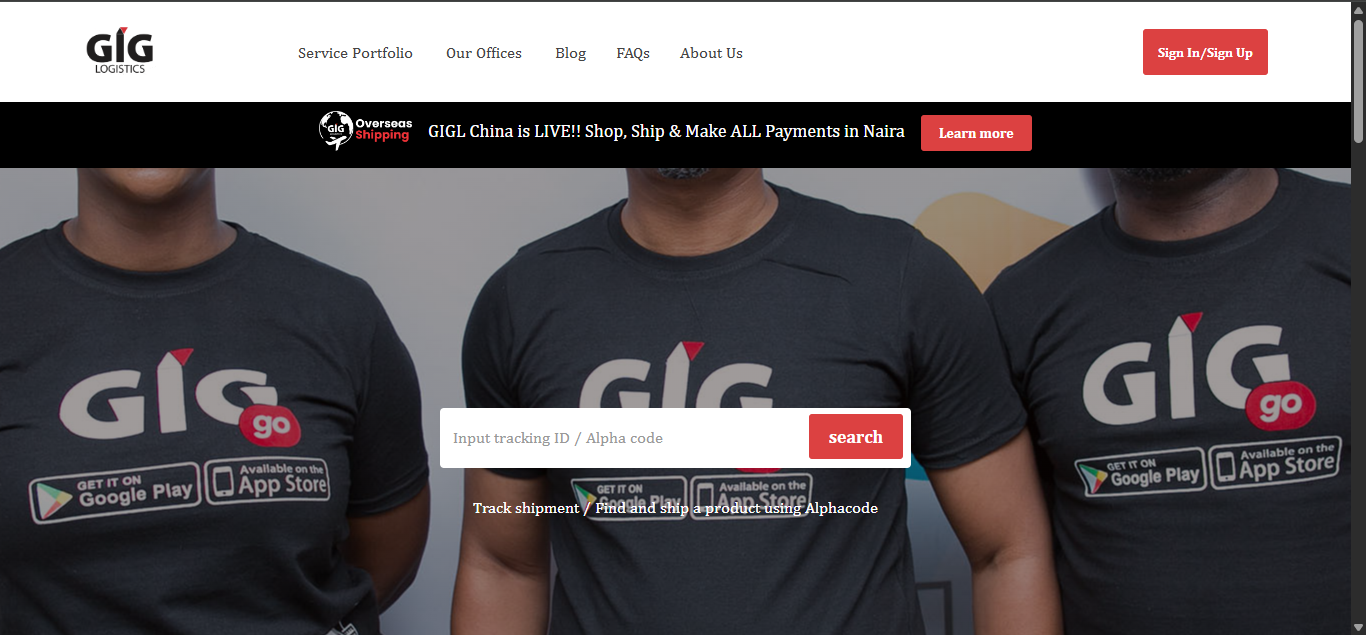 GIG
LOGISTICS
Service Portfolio
Our Offices
Blog
FAQs
About Us
Sign In/Sign Up
GIG
Overseas
Shipping
GIGL China is LIVE!! Shop, Ship & Make ALL Payments in Naira
Learn more
GIG
go
GET IT ON
Google Play
Available on the
App Store
GIG
GET IT ON
Google Play
Available on the
App Store
GIG
go
GET IT ON
Google Play
Available on the
App Store
Input tracking ID / Alpha code
search
Track shipment / Find and ship a product using Alphacode